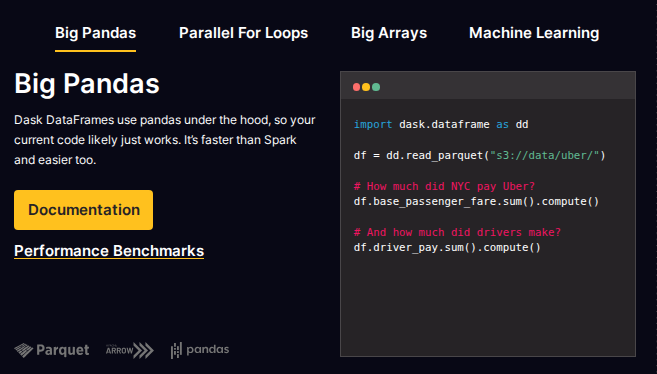 Big Pandas
Parallel For Loops
Big Arrays
Machine Learning
Big Pandas
Dask DataFrames use pandas under the hood, so your
current code likely just works. It's faster than Spark
and easier too.
Documentation
Performance Benchmarks
Parquet
ARROW
pandas
import dask.dataframe as dd
df = dd.read_parquet("s3://data/uber/")
# How much did NYC pay Uber?
df.base_passenger_fare.sum().compute()
# And how much did drivers make?
df.driver_pay.sum().compute()